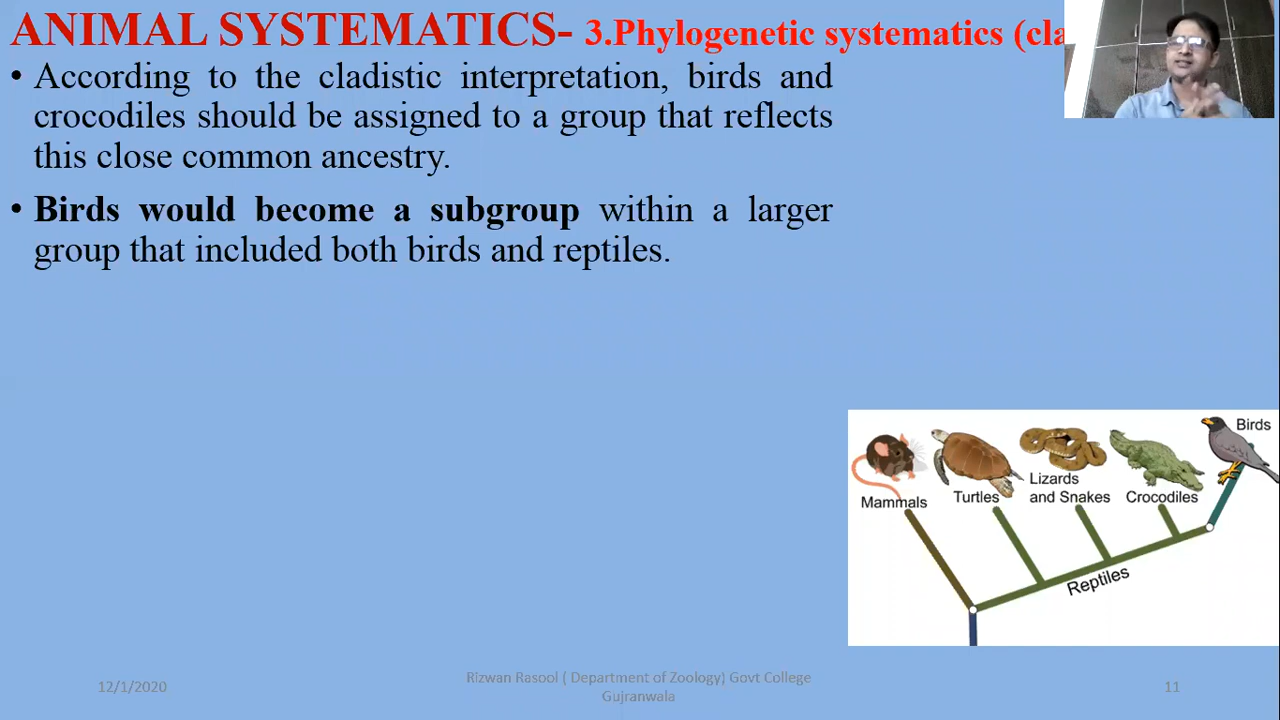 ANIMAL SYSTEMATICS- 3.Phylogenetic systematics (cla
• According to the cladistic interpretation, birds and
crocodiles should be assigned to a group that reflects
this close common ancestry.
• Birds would become a subgroup within a larger
group that included both birds and reptiles.
Birds
Lizards
and Snakes
Mammals
Turtles
Crocodiles
Reptiles
12/1/2020
Rizwan Rasool ( Department of Zoology) Govt College
Gujranwala
11